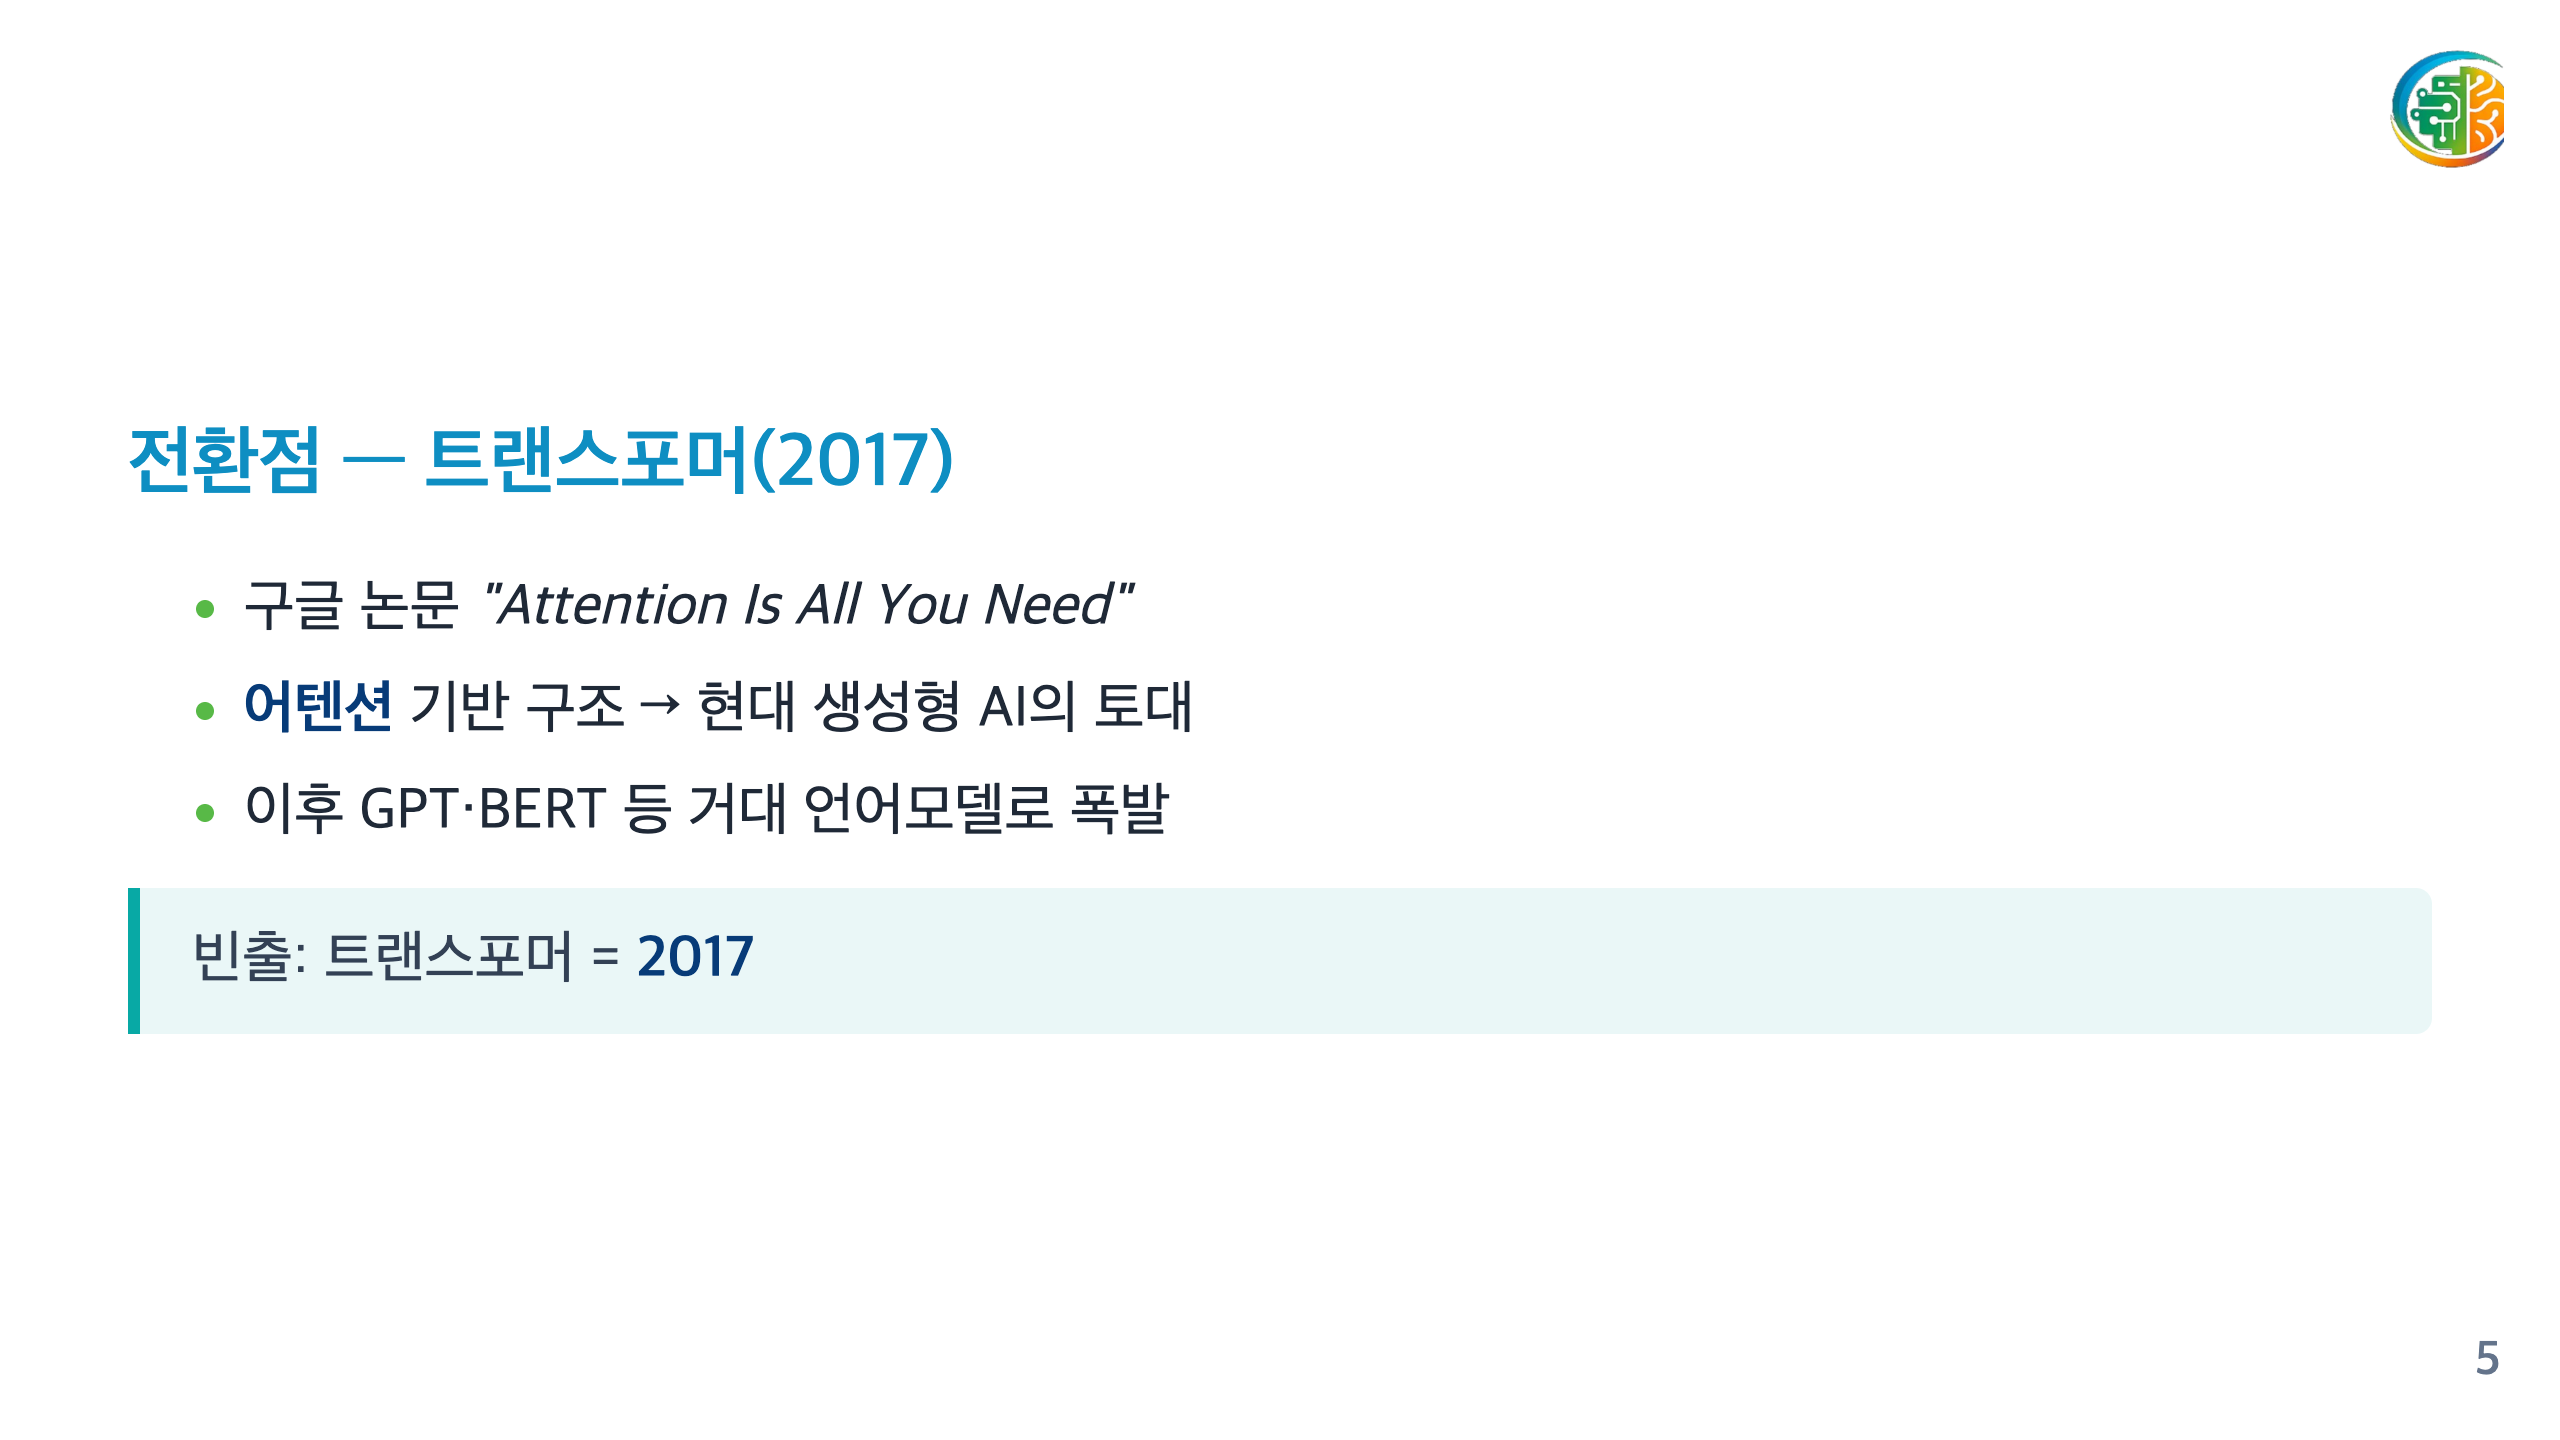 전환점 — 트랜스포머(2017)
구글 논문 "Attention Is All You Need"
어텐션 기반 구조 → 현대 생성형 AI의 토대
이후 GPT·BERT 등 거대 언어모델로 폭발
빈출: 트랜스포머 = 2017
5